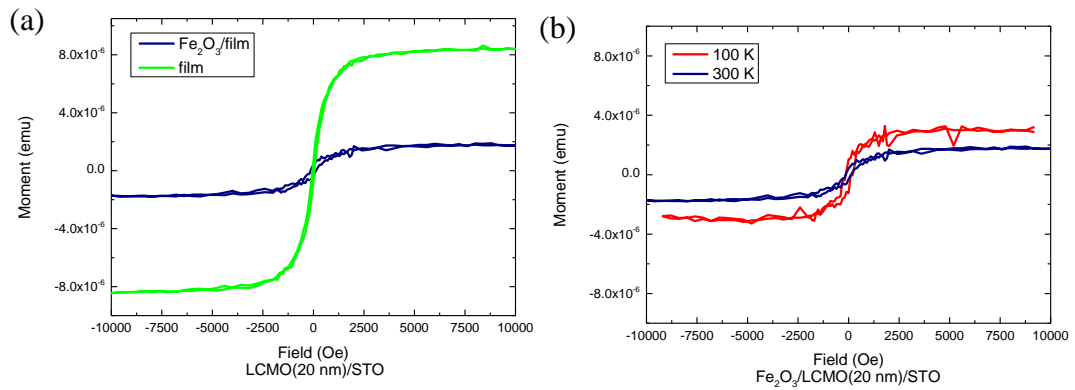 (a)
Fe2O3/film
film
8.0x10-6
4.0x10-6
0.0
-4.0x10-6
-8.0x10-6
Moment (emu)
-10000 -7500 -5000 -2500 0 2500 5000 7500 10000
Field (Oe)
LCMO(20 nm)/STO
(b)
100 K
300 K
8.0x10-6
4.0x10-6
0.0
-4.0x10-6
-8.0x10-6
Moment (emu)
-10000 -7500 -5000 -2500 0 2500 5000 7500 10000
Field (Oe)
Fe2O3/LCMO(20 nm)/STO